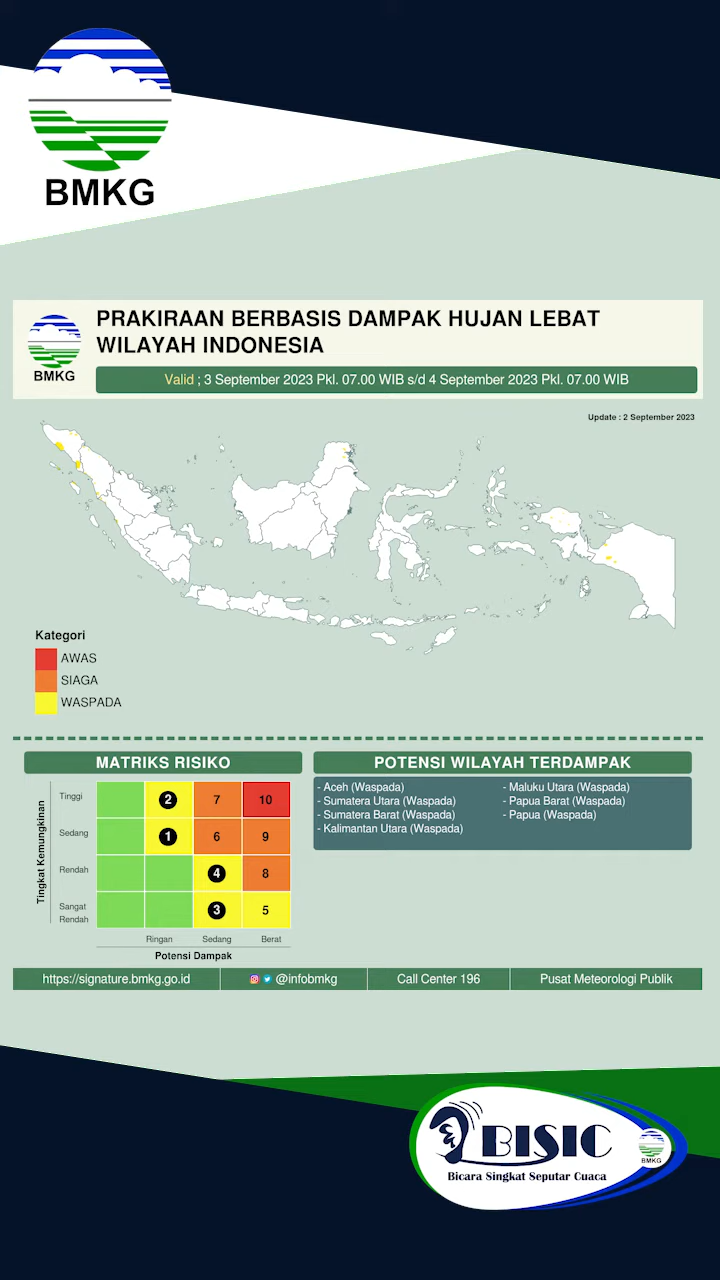 BMKG
PRAKIRAAN BERBASIS DAMPAK HUJAN LEBAT
WILAYAH INDONESIA
BMKG
Valid ; 3 September 2023 Pkl. 07.00 WIB s/d 4 September 2023 Pkl. 07.00 WIB
Update : 2 September 2023
Kategori
AWAS
SIAGA
WASPADA
MATRIKS RISIKO
Tingkat Kemungkinan
Tinggi
2
7
10
Sedang
1
6
9
Rendah
4
8
Sangat
Rendah
3
5
Ringan
Sedang
Berat
Potensi Dampak
POTENSI WILAYAH TERDAMPAK
- Aceh (Waspada)
- Sumatera Utara (Waspada)
- Sumatera Barat (Waspada)
- Kalimantan Utara (Waspada)
- Maluku Utara (Waspada)
- Papua Barat (Waspada)
- Papua (Waspada)
https://signature.bmkg.go.id
@infobmkg
Call Center 196
Pusat Meteorologi Publik
BISIC
Bicara Singkat Seputar Cuaca
BMKG